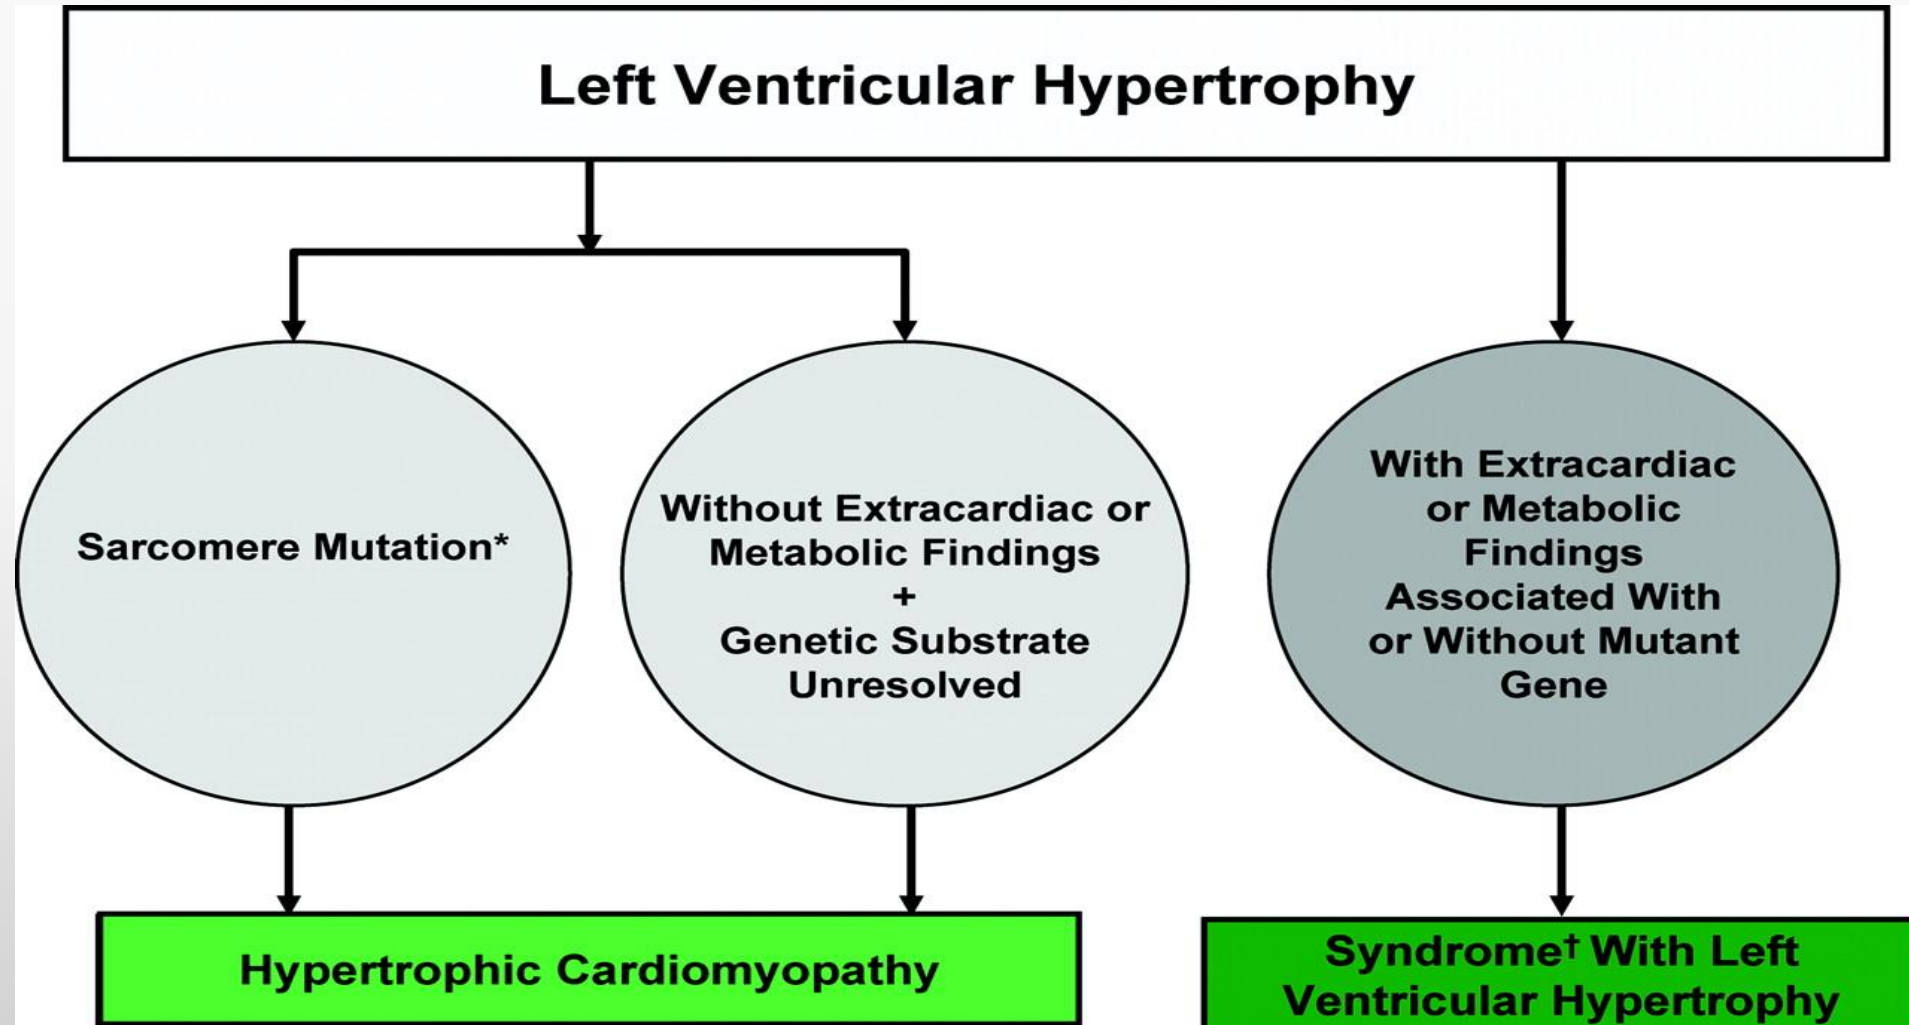 Left Ventricular Hypertrophy
Sarcomere Mutation*
Without Extracardiac or
Metabolic Findings
+
Genetic Substrate
Unresolved
With Extracardiac
or Metabolic
Findings
Associated With
or Without Mutant
Gene
Hypertrophic Cardiomyopathy
Syndrome† With Left
Ventricular Hypertrophy